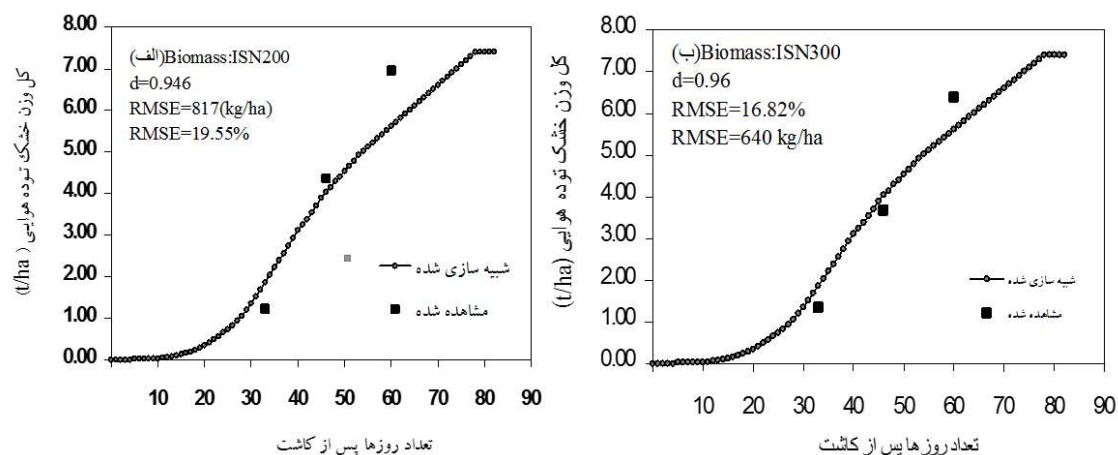 8.00
7.00
6.00
5.00
4.00
3.00
2.00
1.00
0.00
کل وزن خشک توده هوایی (t/ha)
(الف)Biomass:ISN200
d=0.946
RMSE=817(kg/ha)
RMSE=19.55%
شبیه سازی شده
مشاهده شده
10 20 30 40 50 60 70 80 90
تعداد روزها پس از کاشت
8.00
7.00
6.00
5.00
4.00
3.00
2.00
1.00
0.00
کل وزن خشک توده هوایی (t/ha)
(ب)Biomass:ISN300
d=0.96
RMSE=16.82%
RMSE=640 kg/ha
شبیه سازی شده
مشاهده شده
10 20 30 40 50 60 70 80 90
تعداد روزها پس از کاشت